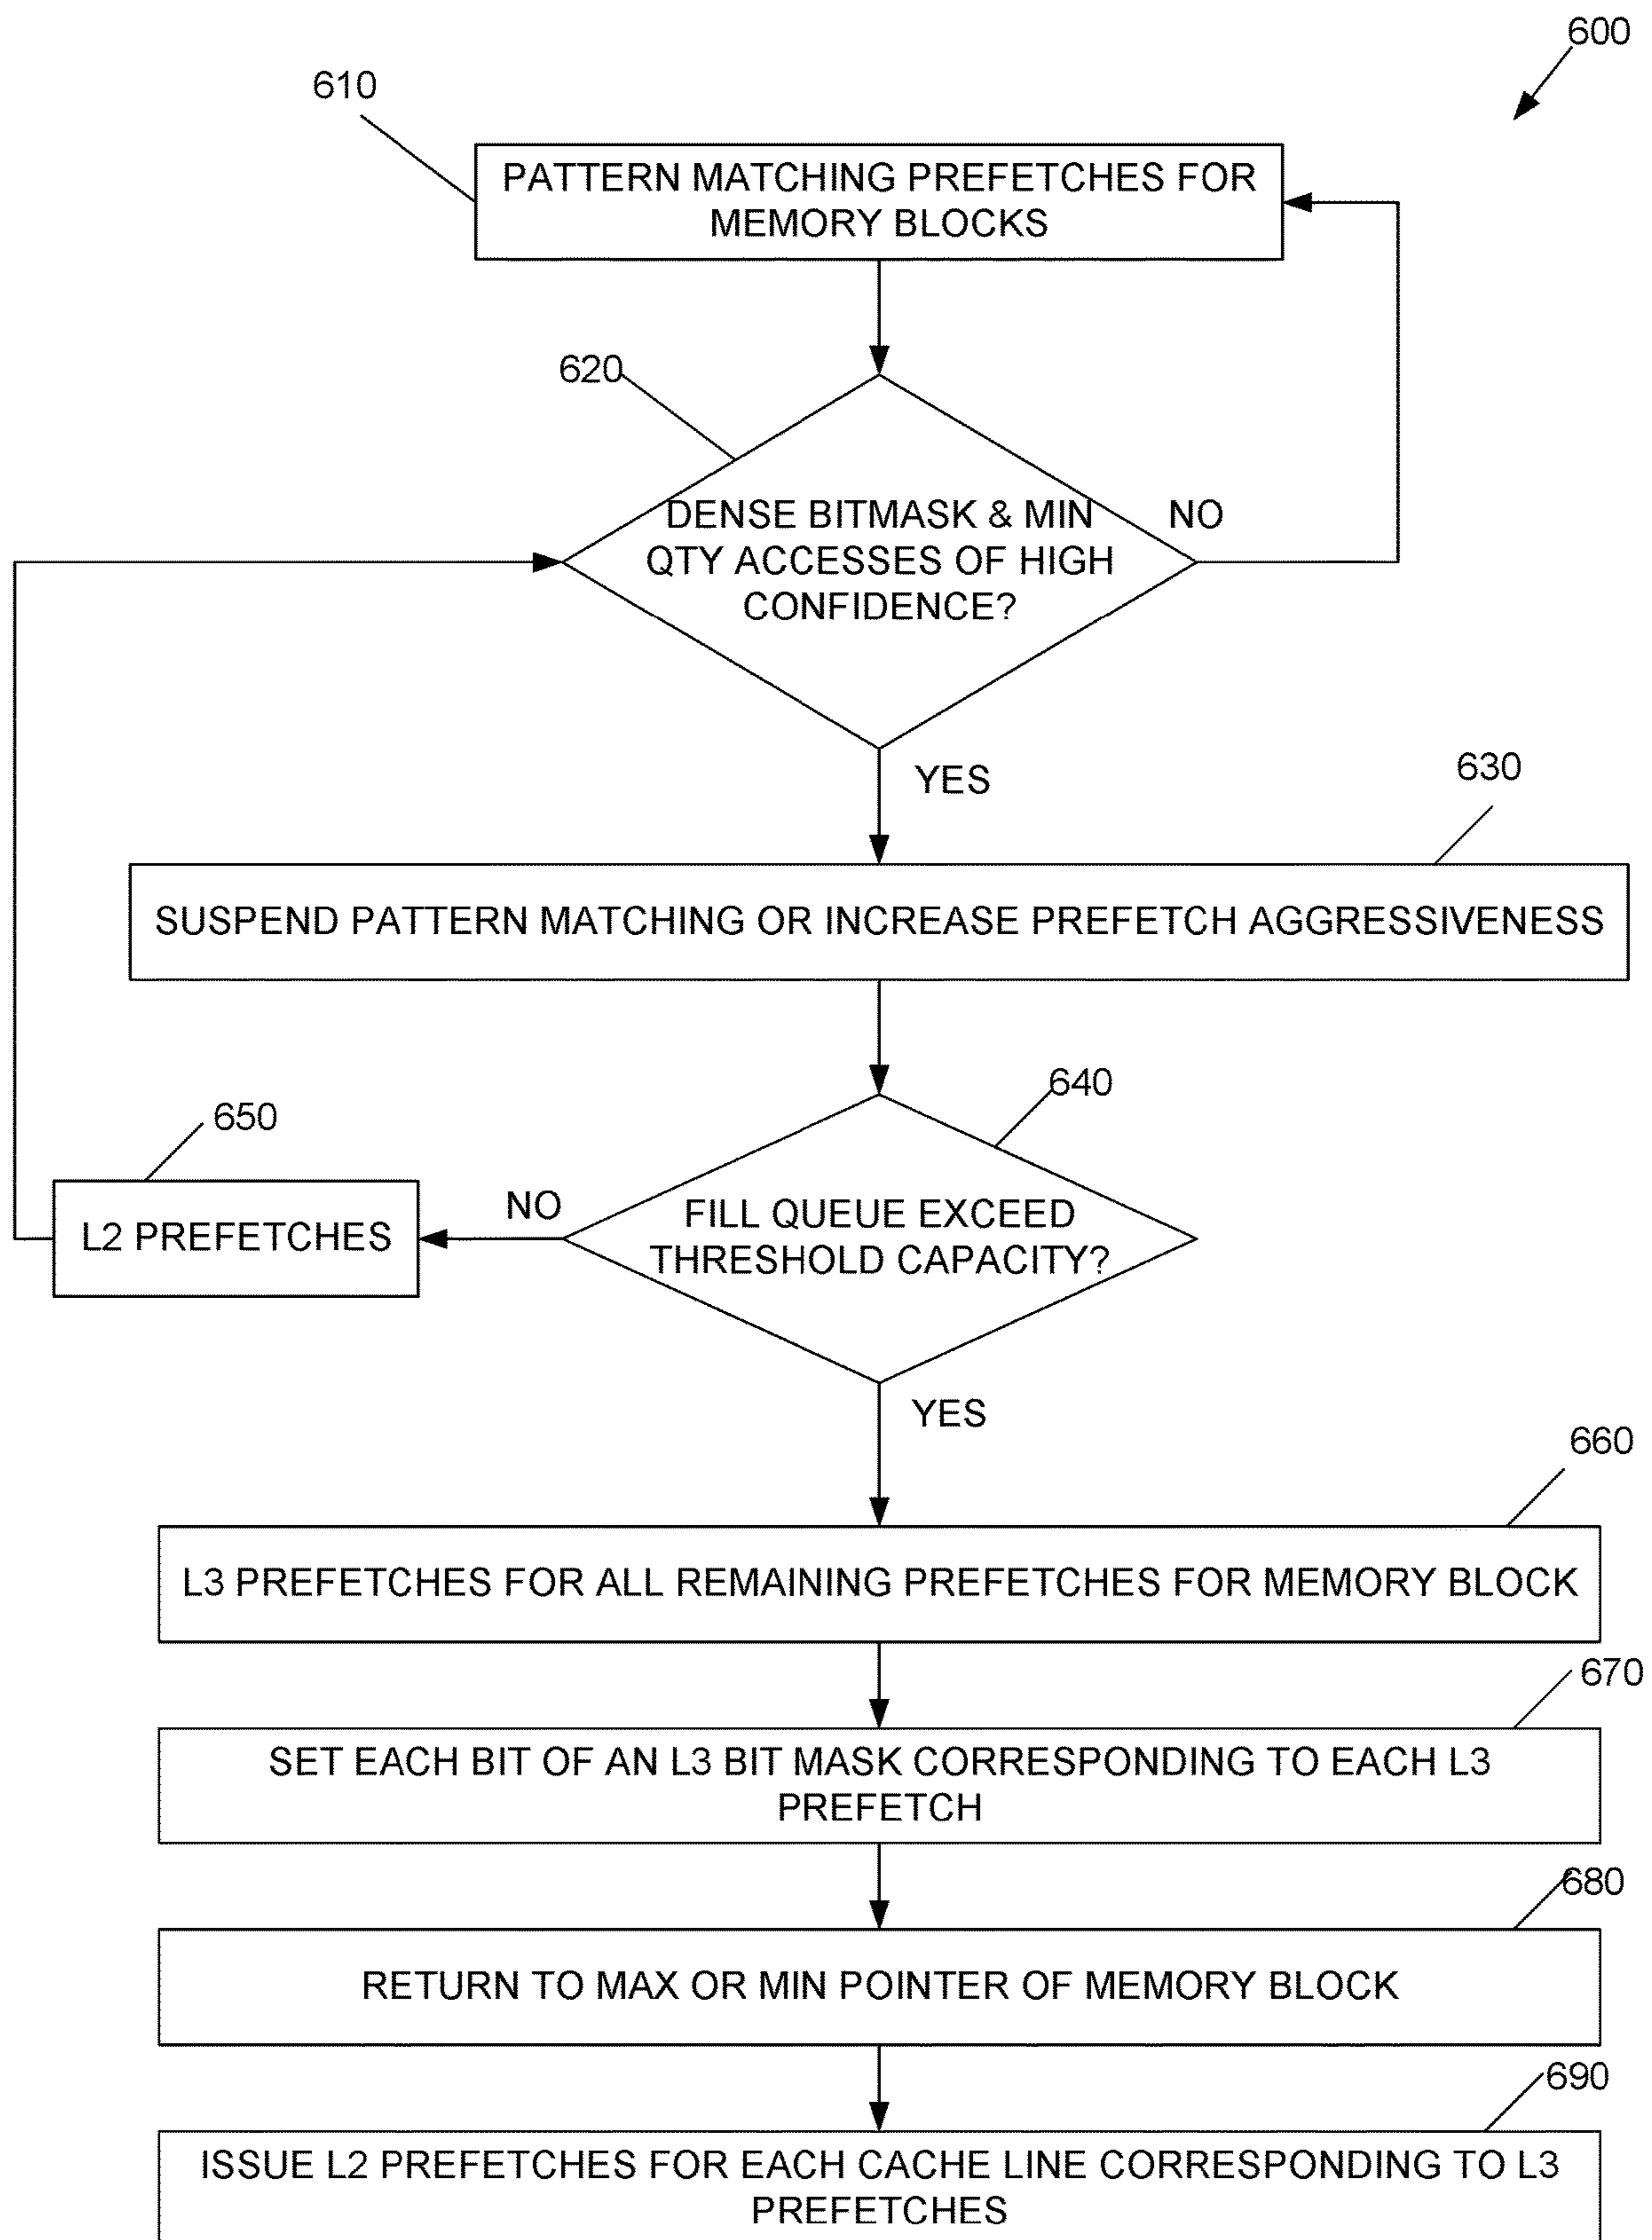 600
610
PATTERN MATCHING PREFETCHES FOR
MEMORY BLOCKS
620
DENSE BITMASK & MIN
QTY ACCESSES OF HIGH
CONFIDENCE?
NO
YES
630
SUSPEND PATTERN MATCHING OR INCREASE PREFETCH AGGRESSIVENESS
640
FILL QUEUE EXCEED
THRESHOLD CAPACITY?
NO
650
L2 PREFETCHES
YES
660
L3 PREFETCHES FOR ALL REMAINING PREFETCHES FOR MEMORY BLOCK
670
SET EACH BIT OF AN L3 BIT MASK CORRESPONDING TO EACH L3
PREFETCH
680
RETURN TO MAX OR MIN POINTER OF MEMORY BLOCK
690
ISSUE L2 PREFETCHES FOR EACH CACHE LINE CORRESPONDING TO L3
PREFETCHES